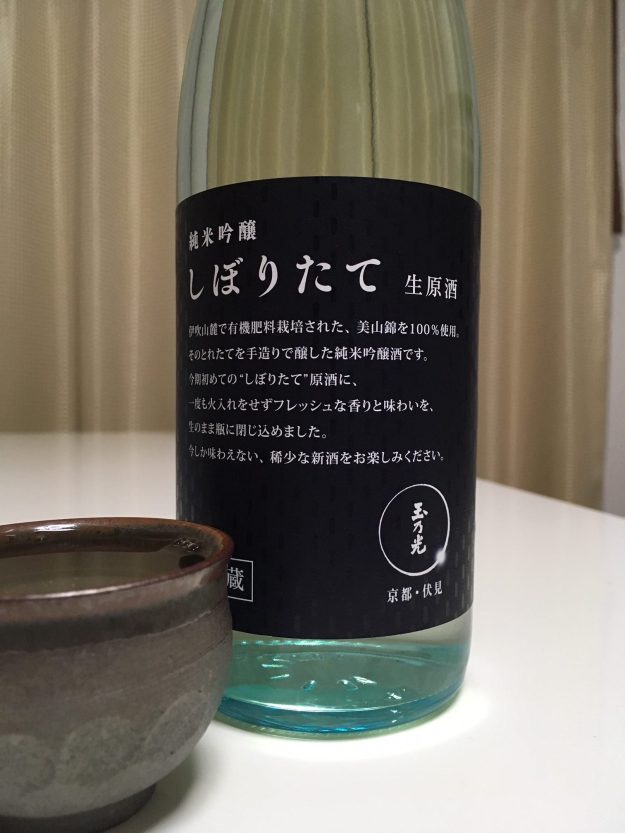 純米吟醸
しぼりたて 生原酒
伊吹山麓で有機肥料栽培された、美山錦を100%使用。
そのとれたてを手造りで醸した純米吟醸酒です。
今期初めての“しぼりたて”原酒に、
一度も火入れをせずフレッシュな香りと味わいを、
生のまま瓶に閉じ込めました。
今しか味わえない、稀少な新酒をお楽しみください。
玉乃光
京都・伏見
蔵